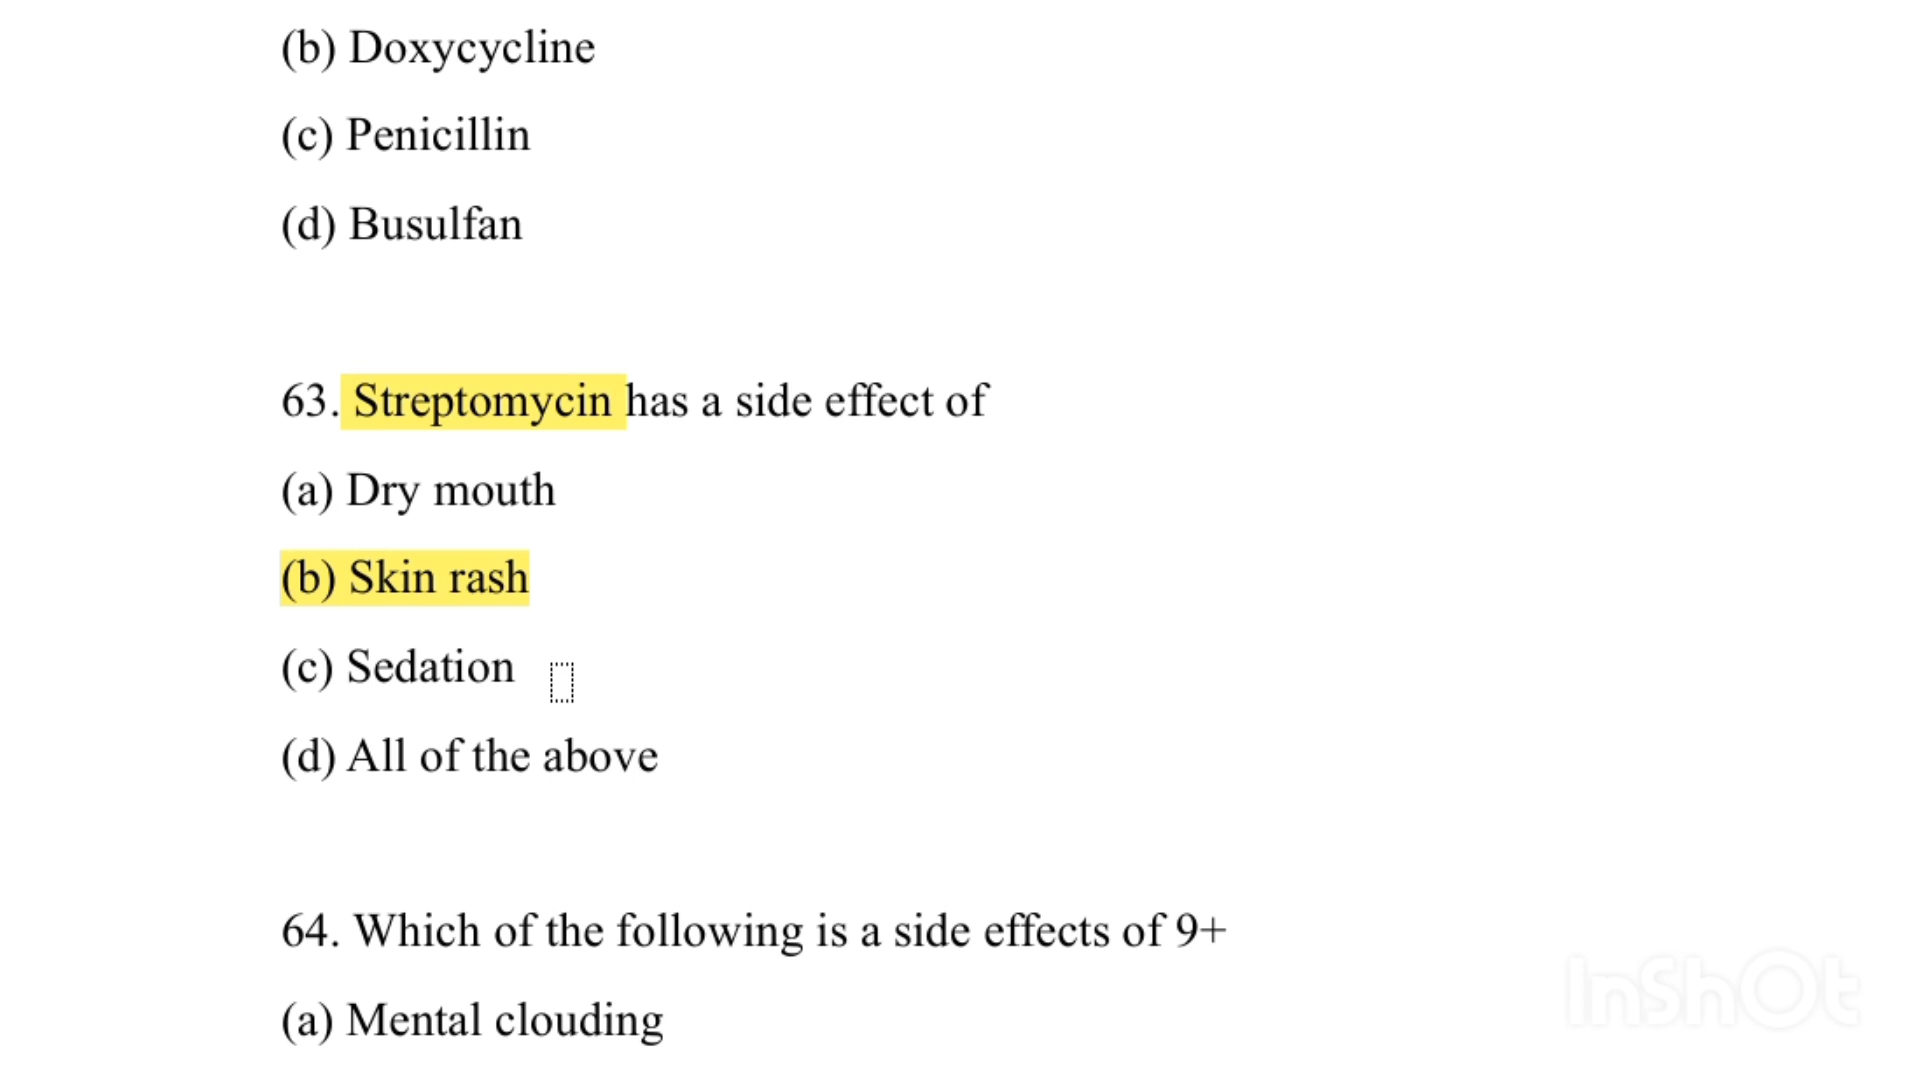 (b) Doxycycline
(c) Penicillin
(d) Busulfan
63. Streptomycin has a side effect of
(a) Dry mouth
(b) Skin rash
(c) Sedation
(d) All of the above
64. Which of the following is a side effects of 9+
(a) Mental clouding
InShOt